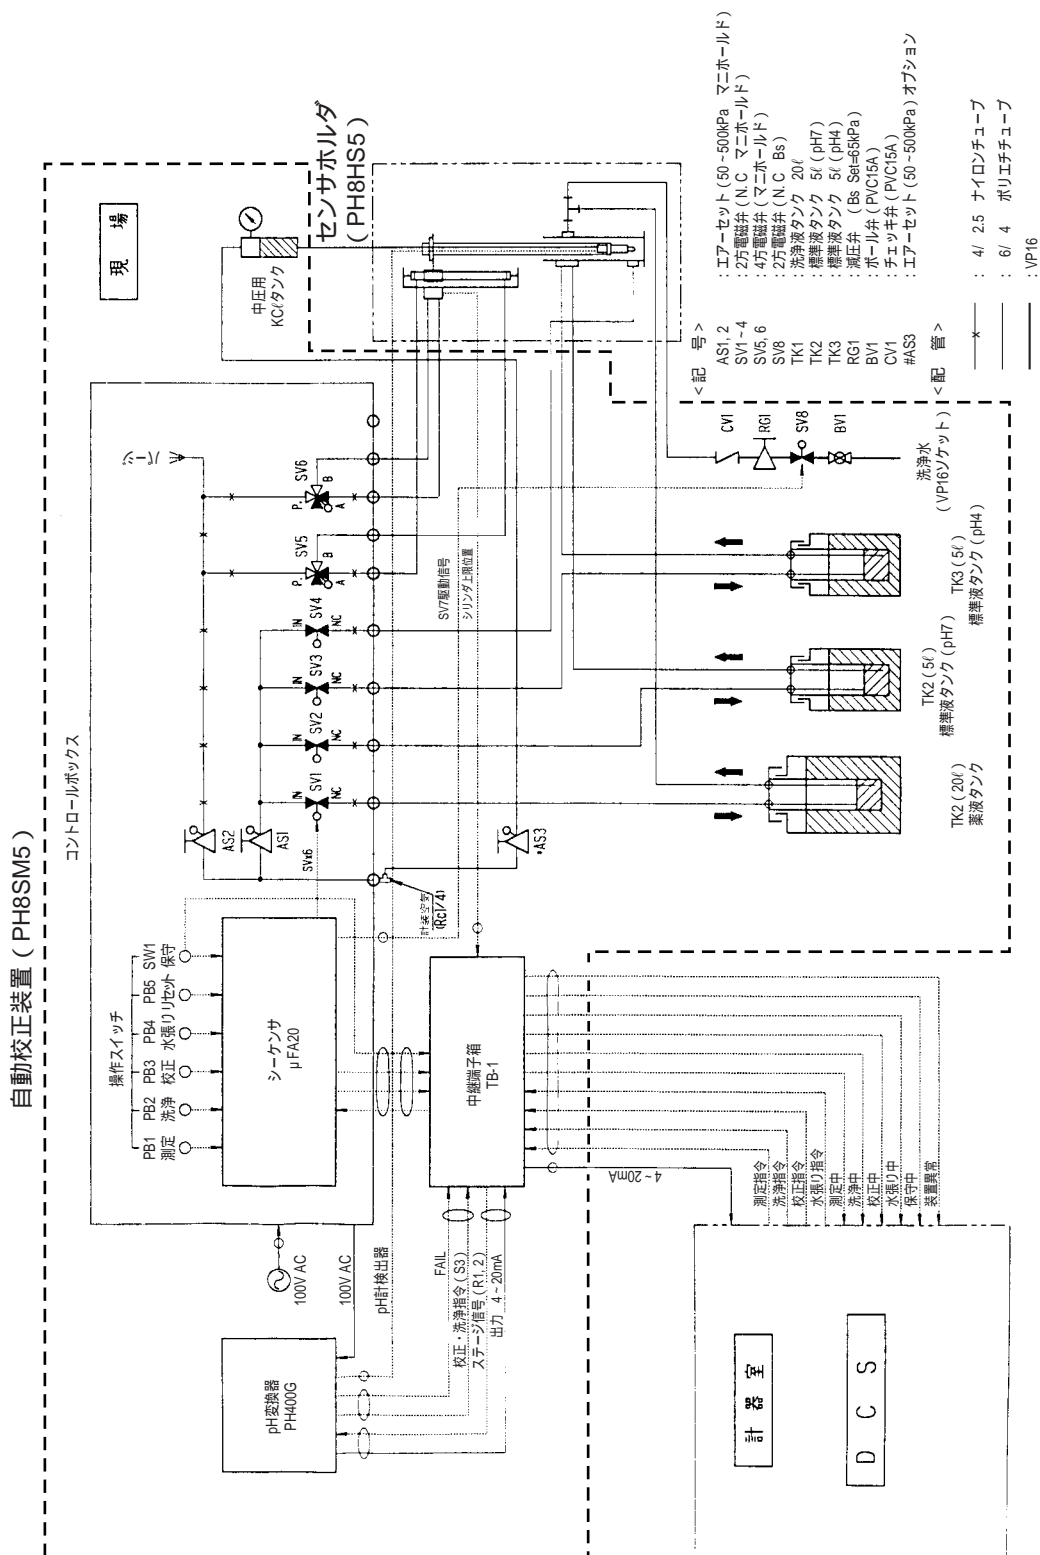 自動校正装置（PH8SM5）
コントロールボックス
現 場
操作スイッチ
PB1 PB2 PB3 PB4 PB5 SW1
測定 洗浄 校正 水張り リセット 保守
シーケンサ
μFA20
SV×6
AS2
AS1
パージ
IN SV1 NC
IN SV2 NC
IN SV3 NC
IN SV4 NC
P. SV5 A B
P. SV6 A B
中圧用
KCℓタンク
センサホルダ
（PH8HS5）
計装空気
(Rc1/4)
*AS3
SV7駆動信号
シリンダ上限位置
100V AC
100V AC
pH変換器
PH400G
pH計検出器
FAIL
校正・洗浄指令(S3)
ステージ信号(R1,2)
出力 4~20mA
中継端子箱
TB-1
4~20mA
測定指令
洗浄指令
校正指令
水張り指令
測定中
洗浄中
校正中
水張り中
保守中
装置異常
計 器 室
D C S
TK2(20ℓ)
薬液タンク
TK2(5ℓ)
標準液タンク(pH7)
TK3(5ℓ)
標準液タンク(pH4)
洗浄水
(VP16ソケット)
CV1
RG1
SV8
BV1
<記 号>
AS1, 2 : エアーセット(50~500kPa マニホールド)
SV1~4 : 2方電磁弁(N.C マニホールド)
SV5, 6 : 4方電磁弁(マニホールド)
SV8 : 2方電磁弁(N.C Bs)
TK1 : 洗浄液タンク 20ℓ
TK2 : 標準液タンク 5ℓ(pH7)
TK3 : 標準液タンク 5ℓ(pH4)
RG1 : 減圧弁 (Bs Set=65kPa)
BV1 : ボール弁(PVC15A)
CV1 : チェッキ弁(PVC15A)
#AS3 : エアーセット(50~500kPa)オプション
<配 管>
: 4/ 2.5 ナイロンチューブ
: 6/ 4 ポリエチチューブ
: VP16